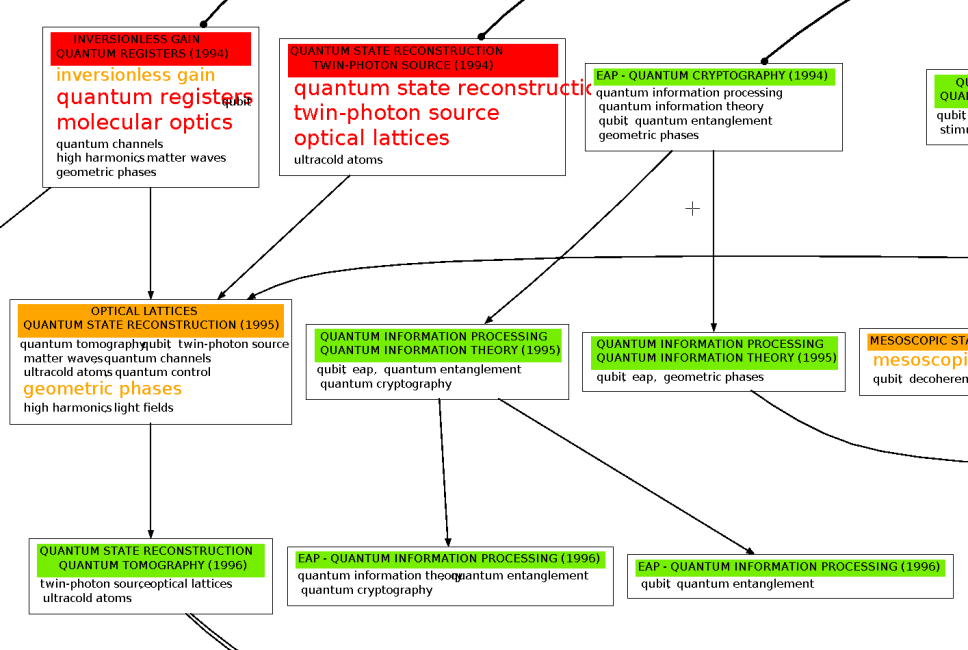 INVERSIONLESS GAIN
QUANTUM REGISTERS (1994)
inversionless gain
quantum registers
qubit
molecular optics
quantum channels
high harmonics matter waves
geometric phases
QUANTUM STATE RECONSTRUCTION
TWIN-PHOTON SOURCE (1994)
quantum state reconstructic
twin-photon source
optical lattices
ultracold atoms
EAP - QUANTUM CRYPTOGRAPHY (1994)
quantum information processing
quantum information theory
qubit, quantum entanglement
geometric phases
QU
QUAN
qubit,
stimu
OPTICAL LATTICES
QUANTUM STATE RECONSTRUCTION (1995)
quantum tomography, qubit, twin-photon source
matter waves, quantum channels
ultracold atoms, quantum control
geometric phases
high harmonics light fields
QUANTUM INFORMATION PROCESSING
QUANTUM INFORMATION THEORY (1995)
qubit, eap, quantum entanglement
quantum cryptography
QUANTUM INFORMATION PROCESSING
QUANTUM INFORMATION THEORY (1995)
qubit, eap, geometric phases
MESOSCOPIC STA
mesoscopi
qubit, decoheren
QUANTUM STATE RECONSTRUCTION
QUANTUM TOMOGRAPHY (1996)
twin-photon source, optical lattices
ultracold atoms
EAP - QUANTUM INFORMATION PROCESSING (1996)
quantum information theory, quantum entanglement
quantum cryptography
EAP - QUANTUM INFORMATION PROCESSING (1996)
qubit, quantum entanglement